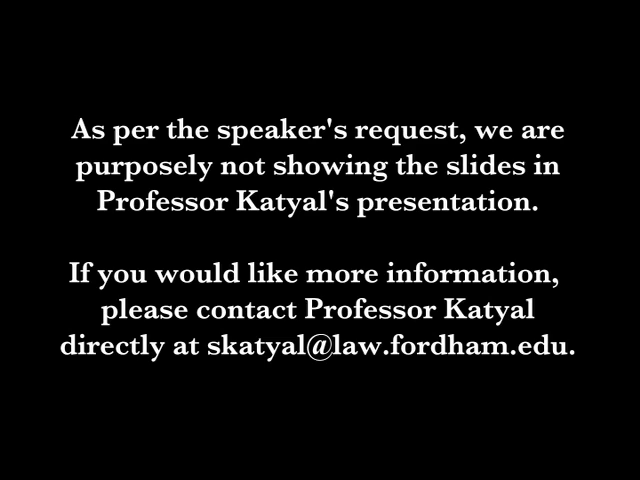 As per the speaker's request, we are
purposely not showing the slides in
Professor Katyal's presentation.
If you would like more information,
please contact Professor Katyal
directly at skatyal@law.fordham.edu.